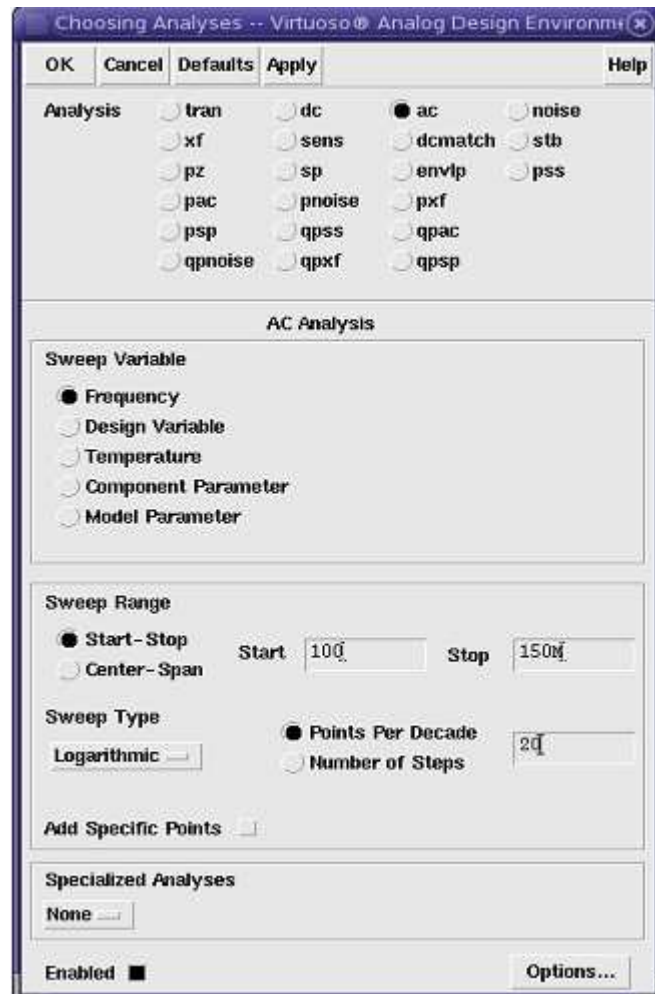 Choosing Analyses -- Virtuoso® Analog Design
OK Cancel Defaults Apply Help
Analysis tran dc ac noise
xf sens dcmatch stb
pz sp envlp pss
pac pnoise pxf
psp qpss qpac
qpnoise qpxf qpsp
AC Analysis
Sweep Variable
Frequency
Design Variable
Temperature
Component Parameter
Model Parameter
Sweep Range
Start-Stop
Center-Span
Start 100 Stop 150M
Sweep Type
Logarithmic
Points Per Decade
Number of Steps
20
Add Specific Points
Specialized Analyses
None
Enabled
Options...